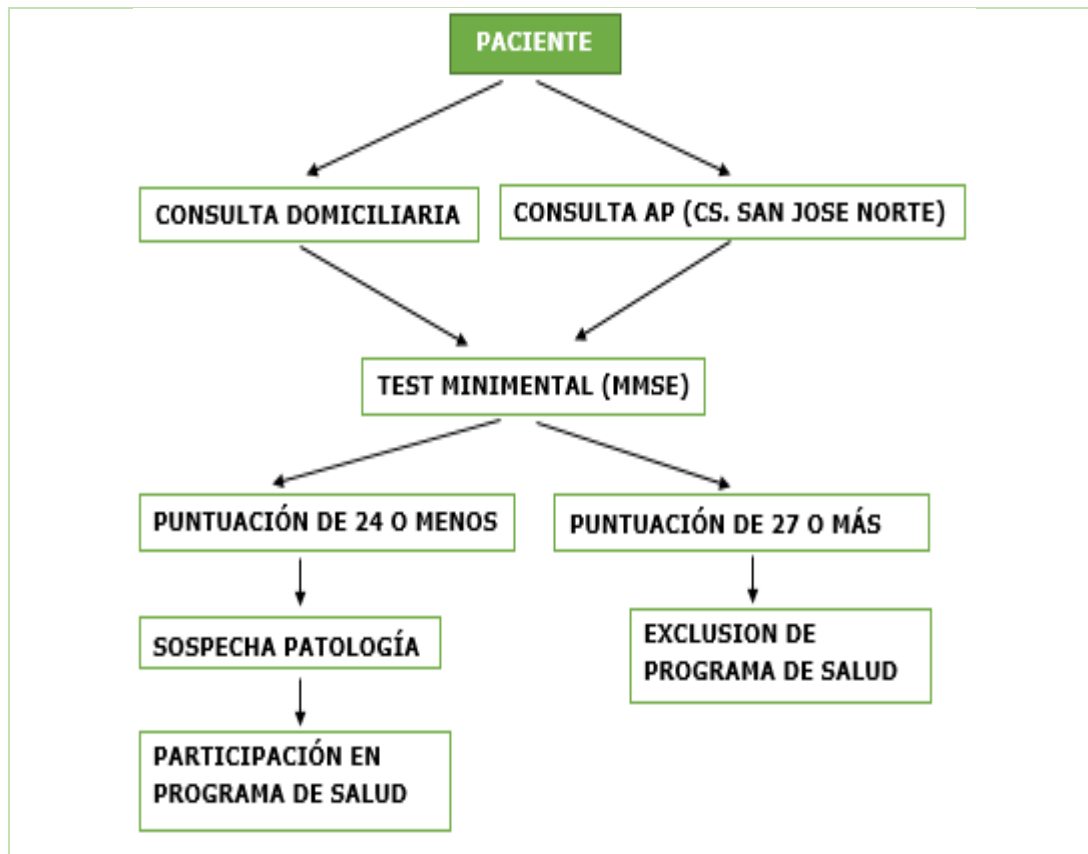 PACIENTE
CONSULTA DOMICILIARIA
CONSULTA AP (CS. SAN JOSE NORTE)
TEST MINIMENTAL (MMSE)
PUNTUACIÓN DE 24 O MENOS
PUNTUACIÓN DE 27 O MÁS
SOSPECHA PATOLOGÍA
EXCLUSION DE
PROGRAMA DE SALUD
PARTICIPACIÓN EN
PROGRAMA DE SALUD